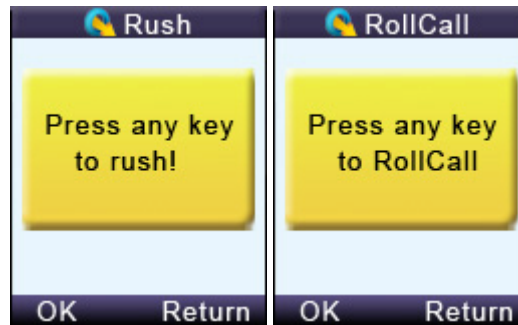 Rush
Press any key
to rush!
OK Return
RollCall
Press any key
to RollCall
OK Return